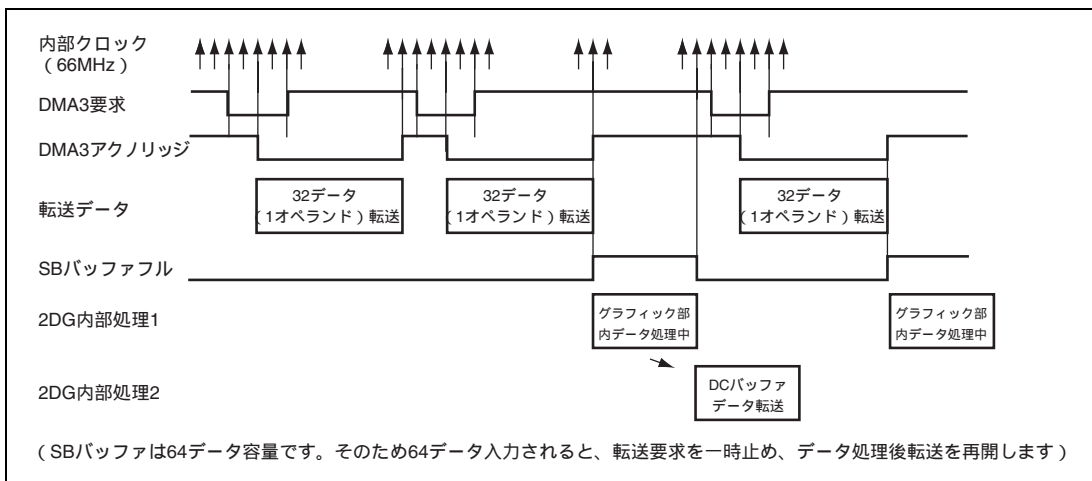 内部クロック
（66MHz）
DMA3要求
DMA3アクノリッジ
転送データ
32データ
（1オペランド）転送
32データ
（1オペランド）転送
32データ
（1オペランド）転送
SBバッファフル
2DG内部処理1
グラフィック部
内データ処理中
グラフィック部
内データ処理中
2DG内部処理2
DCバッファ
データ転送
（SBバッファは64データ容量です。そのため64データ入力されると、転送要求を一時止め、データ処理後転送を再開します）